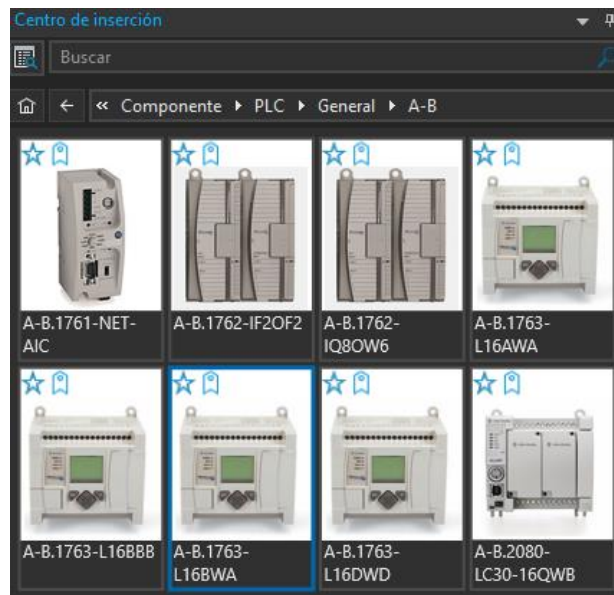 Centro de inserción
Buscar
« Componente ▸ PLC ▸ General ▸ A-B
A-B.1761-NET-AIC
A-B.1762-IF2OF2
A-B.1762-IQ8OW6
A-B.1763-L16AWA
A-B.1763-L16BBB
A-B.1763-L16BWA
A-B.1763-L16DWD
A-B.2080-LC30-16QWB